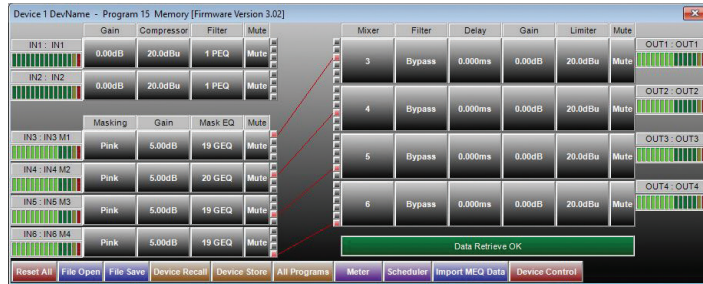 Device 1 DevName - Program 15 Memory [Firmware Version 3.02]
Gain Compressor Filter Mute
IN1 : IN1 0.00dB 20.0dBu 1 PEQ Mute
IN2 : IN2 0.00dB 20.0dBu 1 PEQ Mute
Masking Gain Mask EQ Mute
IN3 : IN3 M1 Pink 5.00dB 19 GEQ Mute
IN4 : IN4 M2 Pink 5.00dB 20 GEQ Mute
IN5 : IN5 M3 Pink 5.00dB 19 GEQ Mute
IN6 : IN6 M4 Pink 5.00dB 19 GEQ Mute
Mixer Filter Delay Gain Limiter Mute
3 Bypass 0.000ms 0.00dB 20.0dBu Mute OUT1 : OUT1
4 Bypass 0.000ms 0.00dB 20.0dBu Mute OUT2 : OUT2
5 Bypass 0.000ms 0.00dB 20.0dBu Mute OUT3 : OUT3
6 Bypass 0.000ms 0.00dB 20.0dBu Mute OUT4 : OUT4
Data Retrieve OK
Reset All File Open File Save Device Recall Device Store All Programs Meter Scheduler Import MEQ Data Device Control